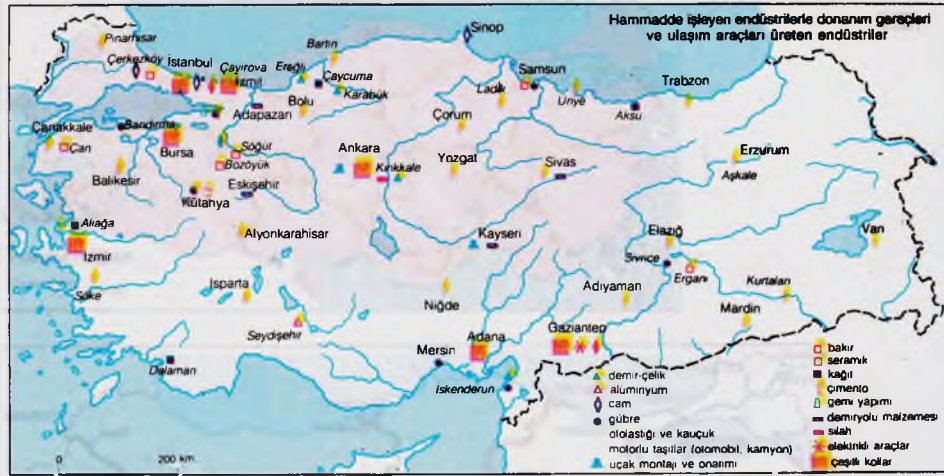 Hammadde işleyen endüstrilerle donanım gereçleri
ve ulaşım araçları üreten endüstriler
Sinop
Pınarhisar
Bartın
Çerkezköy
İstanbul
Çayırova
İzmit
Ereğli
Çaycuma
Karabük
Samsun
Ladik
Ünye
Trabzon
Aksu
Bolu
Adapazarı
Çorum
Çanakkale
Bandırma
Çan
Bursa
Söğüt
Bozöyük
Ankara
Kırıkkale
Yozgat
Sivas
Erzurum
Aşkale
Balıkesir
Kütahya
Eskişehir
Aliağa
Afyonkarahisar
Kayseri
Elazığ
Van
İzmir
Sivrice
Ergani
Söke
Isparta
Niğde
Adıyaman
Kurtalan
Mardin
Seydişehir
Adana
Gaziantep
Mersin
Dalaman
İskenderun
demir-çelik
alüminyum
cam
gübre
otolastiği ve kauçuk
motorlu taşıtlar (otomobil, kamyon)
uçak montajı ve onarımı
bakır
seramik
kağıt
çimento
gemi yapımı
demiryolu malzemesi
silah
elektrikli araçlar
çeşitli kollar
0 200 km